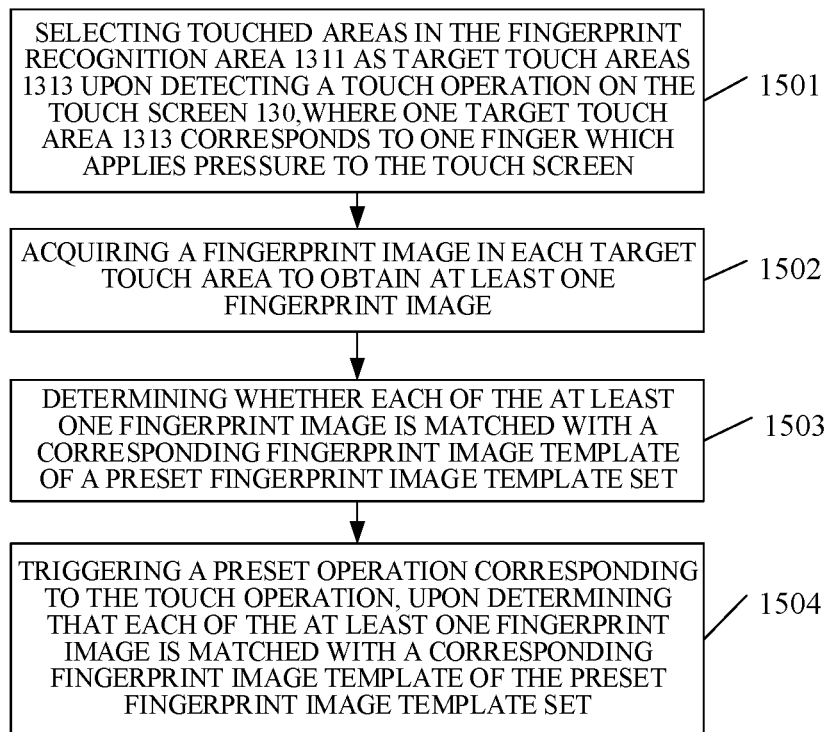 SELECTING TOUCHED AREAS IN THE FINGERPRINT
RECOGNITION AREA 1311 AS TARGET TOUCH AREAS
1313 UPON DETECTING A TOUCH OPERATION ON THE
TOUCH SCREEN 130,WHERE ONE TARGET TOUCH
AREA 1313 CORRESPONDS TO ONE FINGER WHICH
APPLIES PRESSURE TO THE TOUCH SCREEN
1501
ACQUIRING A FINGERPRINT IMAGE IN EACH TARGET
TOUCH AREA TO OBTAIN AT LEAST ONE
FINGERPRINT IMAGE
1502
DETERMINING WHETHER EACH OF THE AT LEAST
ONE FINGERPRINT IMAGE IS MATCHED WITH A
CORRESPONDING FINGERPRINT IMAGE TEMPLATE
OF A PRESET FINGERPRINT IMAGE TEMPLATE SET
1503
TRIGGERING A PRESET OPERATION CORRESPONDING
TO THE TOUCH OPERATION, UPON DETERMINING
THAT EACH OF THE AT LEAST ONE FINGERPRINT
IMAGE IS MATCHED WITH A CORRESPONDING
FINGERPRINT IMAGE TEMPLATE OF THE PRESET
FINGERPRINT IMAGE TEMPLATE SET
1504